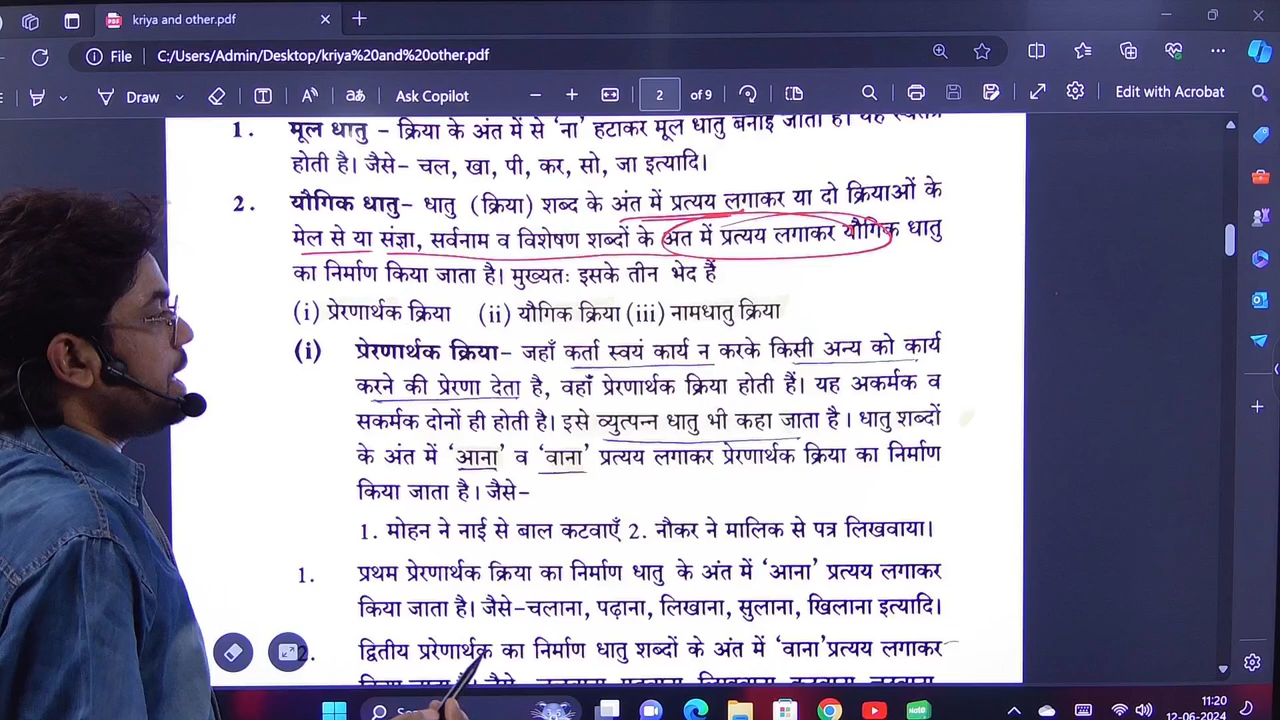 kriya and other.pdf
File C:/Users/Admin/Desktop/kriya%20and%20other.pdf
Draw Ask Copilot 2 of 9 Edit with Acrobat
1. मूल धातु - क्रिया के अंत में से 'ना' हटाकर मूल धातु बनाई जाती है। यह स्वतंत्र
होती है। जैसे- चल, खा, पी, कर, सो, जा इत्यादि।
2. यौगिक धातु- धातु (क्रिया) शब्द के अंत में प्रत्यय लगाकर या दो क्रियाओं के
मेल से या संज्ञा, सर्वनाम व विशेषण शब्दों के अंत में प्रत्यय लगाकर यौगिक धातु
का निर्माण किया जाता है। मुख्यतः इसके तीन भेद हैं
(i) प्रेरणार्थक क्रिया (ii) यौगिक क्रिया (iii) नामधातु क्रिया
(i) प्रेरणार्थक क्रिया- जहाँ कर्ता स्वयं कार्य न करके किसी अन्य को कार्य
करने की प्रेरणा देता है, वहाँ प्रेरणार्थक क्रिया होती हैं। यह अकर्मक व
सकर्मक दोनों ही होती है। इसे व्युत्पन्न धातु भी कहा जाता है। धातु शब्दों
के अंत में 'आना' व 'वाना' प्रत्यय लगाकर प्रेरणार्थक क्रिया का निर्माण
किया जाता है। जैसे-
1. मोहन ने नाई से बाल कटवाएँ 2. नौकर ने मालिक से पत्र लिखवाया।
1. प्रथम प्रेरणार्थक क्रिया का निर्माण धातु के अंत में 'आना' प्रत्यय लगाकर
किया जाता है। जैसे-चलाना, पढ़ाना, लिखाना, सुलाना, खिलाना इत्यादि।
2. द्वितीय प्ररेणार्थक का निर्माण धातु शब्दों के अंत में 'वाना'प्रत्यय लगाकर
11:20
12-06-2024